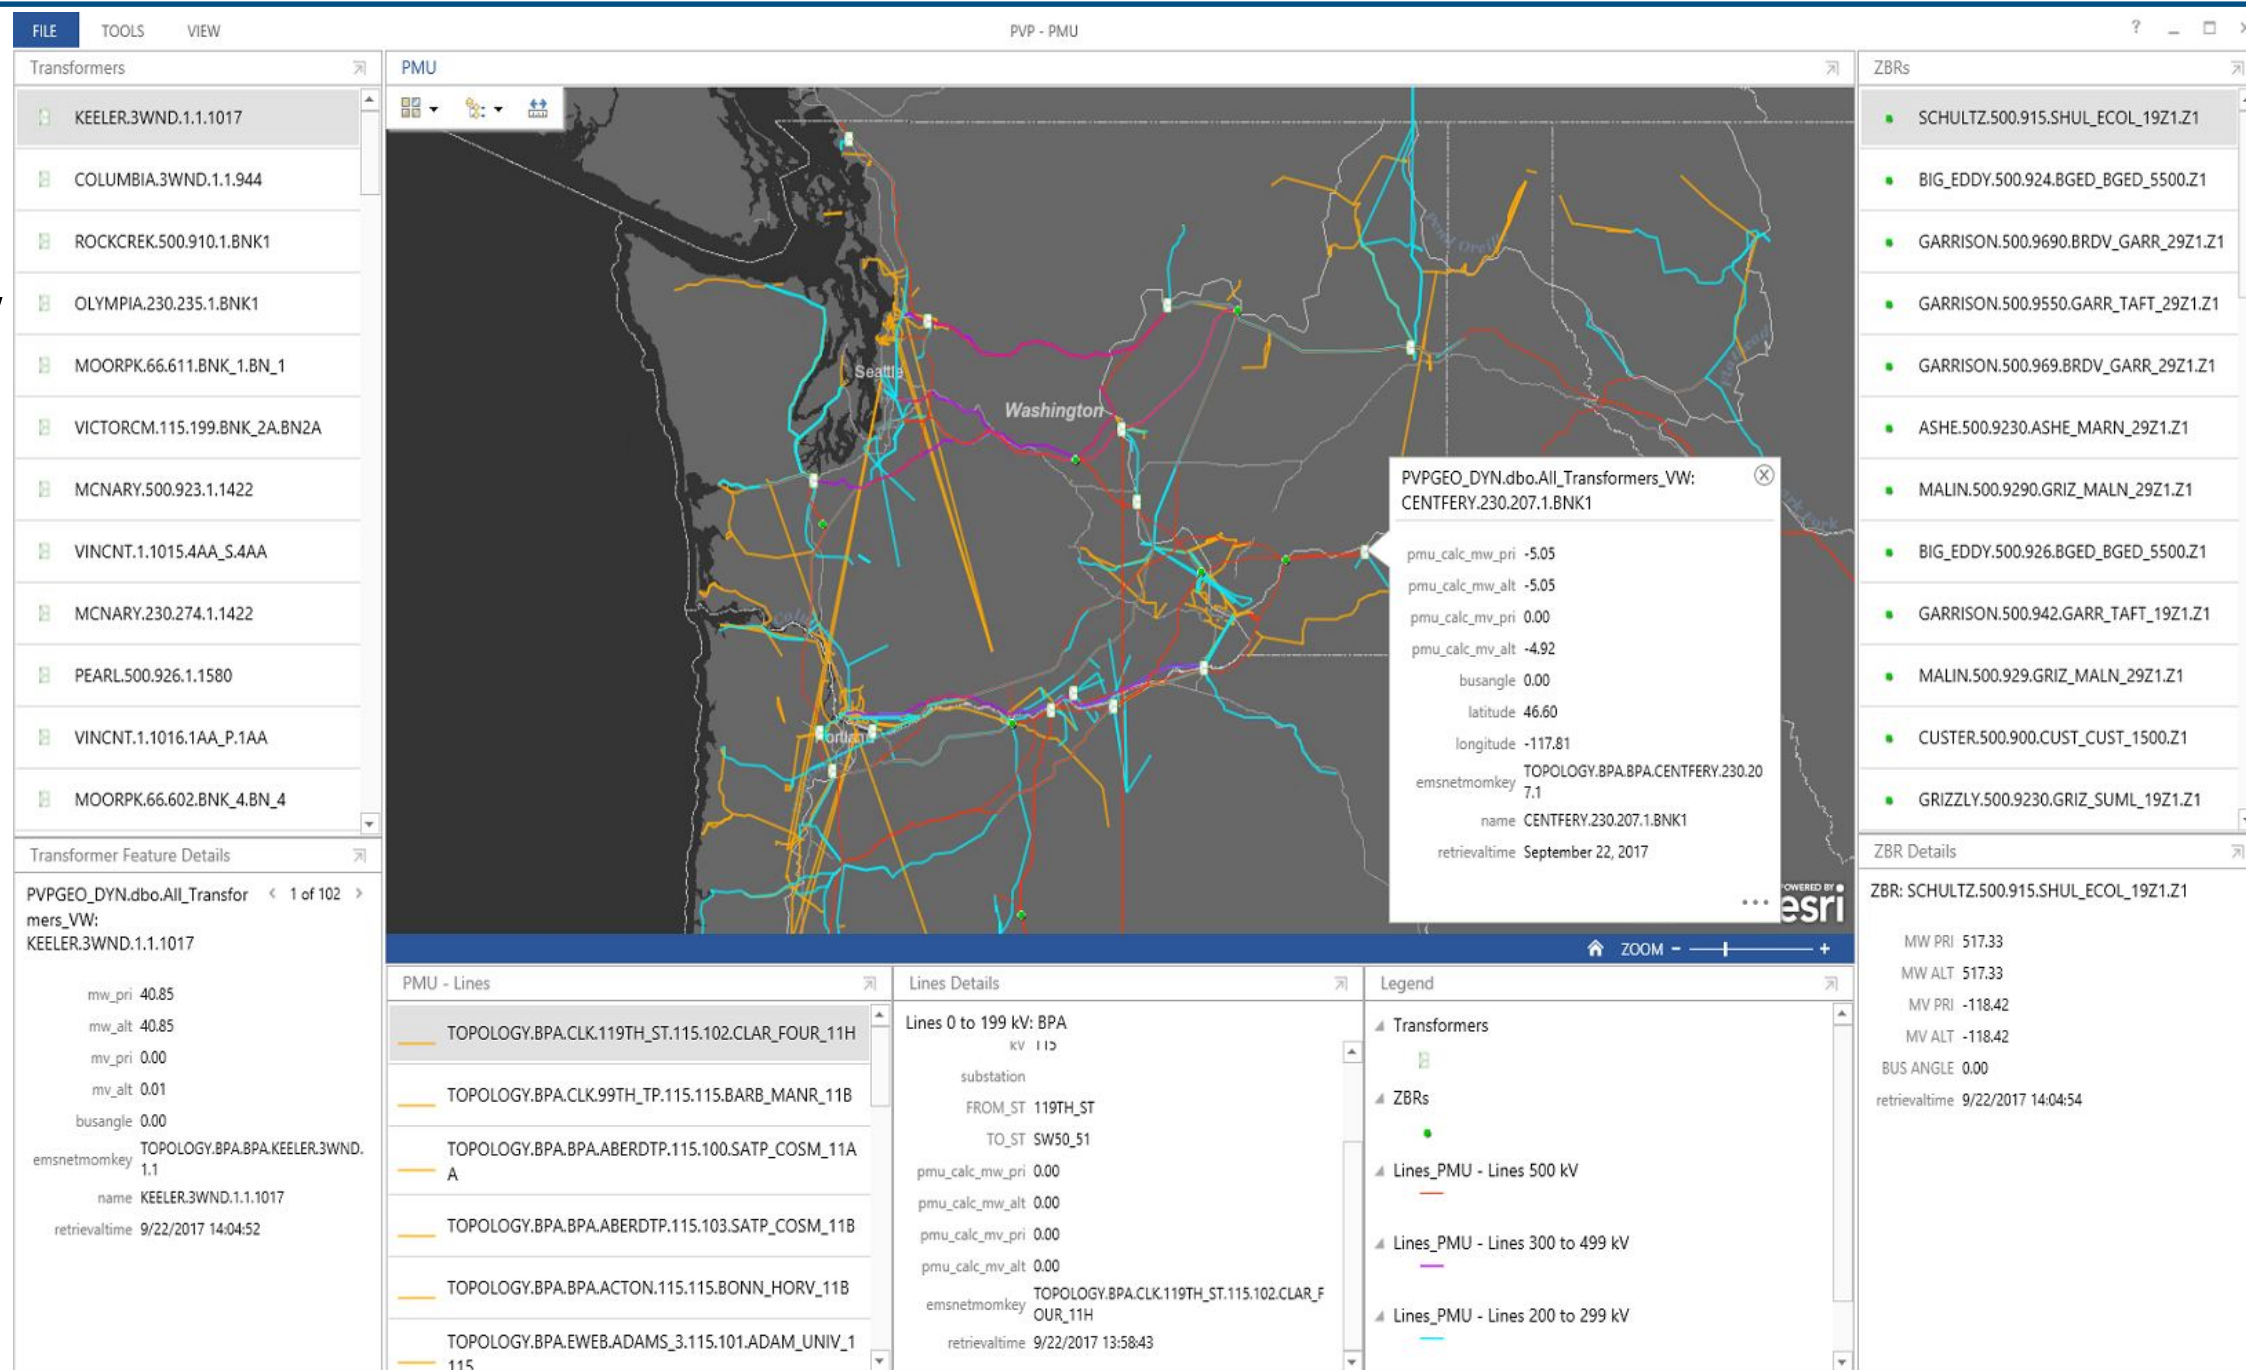 FILE TOOLS VIEW PVP - PMU ?
Transformers
KEELER.3WND.1.1.1017
COLUMBIA.3WND.1.1.944
ROCKCREK.500.910.1.BNK1
OLYMPIA.230.235.1.BNK1
MOORPK.66.611.BNK_1.BN_1
VICTORCM.115.199.BNK_2A.BN2A
MCNARY.500.923.1.1422
VINCNT.1.1015.4AA_S.4AA
MCNARY.230.274.1.1422
PEARL.500.926.1.1580
VINCNT.1.1016.1AA_P.1AA
MOORPK.66.602.BNK_4.BN_4
Transformer Feature Details
PVPGEO_DYN.dbo.All_Transfor < 1 of 102 >
mers_VW:
KEELER.3WND.1.1.1017
mw_pri 40.85
mw_alt 40.85
mv_pri 0.00
mv_alt 0.01
busangle 0.00
emsnetmomkey TOPOLOGY.BPA.BPA.KEELER.3WND.
1.1
name KEELER.3WND.1.1.1017
retrievaltime 9/22/2017 14:04:52
PMU
Seattle
Washington
Pend Oreille
Flathead
PVPGEO_DYN.dbo.All_Transformers_VW:
CENTFERY.230.207.1.BNK1
pmu_calc_mw_pri -5.05
pmu_calc_mw_alt -5.05
pmu_calc_mv_pri 0.00
pmu_calc_mv_alt -4.92
busangle 0.00
latitude 46.60
longitude -117.81
emsnetmomkey TOPOLOGY.BPA.BPA.CENTFERY.230.20
7.1
name CENTFERY.230.207.1.BNK1
retrievaltime September 22, 2017
POWERED BY
esri
ZOOM - +
PMU - Lines
TOPOLOGY.BPA.CLK.119TH_ST.115.102.CLAR_FOUR_11H
TOPOLOGY.BPA.CLK.99TH_TP.115.115.BARB_MANR_11B
TOPOLOGY.BPA.BPA.ABERDTP.115.100.SATP_COSM_11A
A
TOPOLOGY.BPA.BPA.ABERDTP.115.103.SATP_COSM_11B
TOPOLOGY.BPA.BPA.ACTON.115.115.BONN_HORV_11B
TOPOLOGY.BPA.EWEB.ADAMS_3.115.101.ADAM_UNIV_1
115
Lines Details
Lines 0 to 199 kV: BPA
kV 115
substation
FROM_ST 119TH_ST
TO_ST SW50_51
pmu_calc_mw_pri 0.00
pmu_calc_mw_alt 0.00
pmu_calc_mv_pri 0.00
pmu_calc_mv_alt 0.00
emsnetmomkey TOPOLOGY.BPA.CLK.119TH_ST.115.102.CLAR_F
OUR_11H
retrievaltime 9/22/2017 13:58:43
Legend
Transformers
ZBRs
Lines_PMU - Lines 500 kV
Lines_PMU - Lines 300 to 499 kV
Lines_PMU - Lines 200 to 299 kV
ZBRs
SCHULTZ.500.915.SHUL_ECOL_19Z1.Z1
BIG_EDDY.500.924.BGED_BGED_5500.Z1
GARRISON.500.9690.BRDV_GARR_29Z1.Z1
GARRISON.500.9550.GARR_TAFT_29Z1.Z1
GARRISON.500.969.BRDV_GARR_29Z1.Z1
ASHE.500.9230.ASHE_MARN_29Z1.Z1
MALIN.500.9290.GRIZ_MALN_29Z1.Z1
BIG_EDDY.500.926.BGED_BGED_5500.Z1
GARRISON.500.942.GARR_TAFT_19Z1.Z1
MALIN.500.929.GRIZ_MALN_29Z1.Z1
CUSTER.500.900.CUST_CUST_1500.Z1
GRIZZLY.500.9230.GRIZ_SUML_19Z1.Z1
ZBR Details
ZBR: SCHULTZ.500.915.SHUL_ECOL_19Z1.Z1
MW PRI 517.33
MW ALT 517.33
MV PRI -118.42
MV ALT -118.42
BUS ANGLE 0.00
retrievaltime 9/22/2017 14:04:54